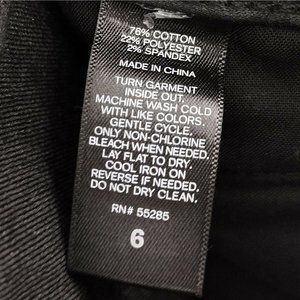 76% COTTON
22% POLYESTER
2% SPANDEX
MADE IN CHINA
TURN GARMENT
INSIDE OUT.
MACHINE WASH COLD
WITH LIKE COLORS,
GENTLE CYCLE.
ONLY NON-CHLORINE
BLEACH WHEN NEEDED.
LAY FLAT TO DRY.
COOL IRON ON
REVERSE IF NEEDED.
DO NOT DRY CLEAN.
RN# 55285
6